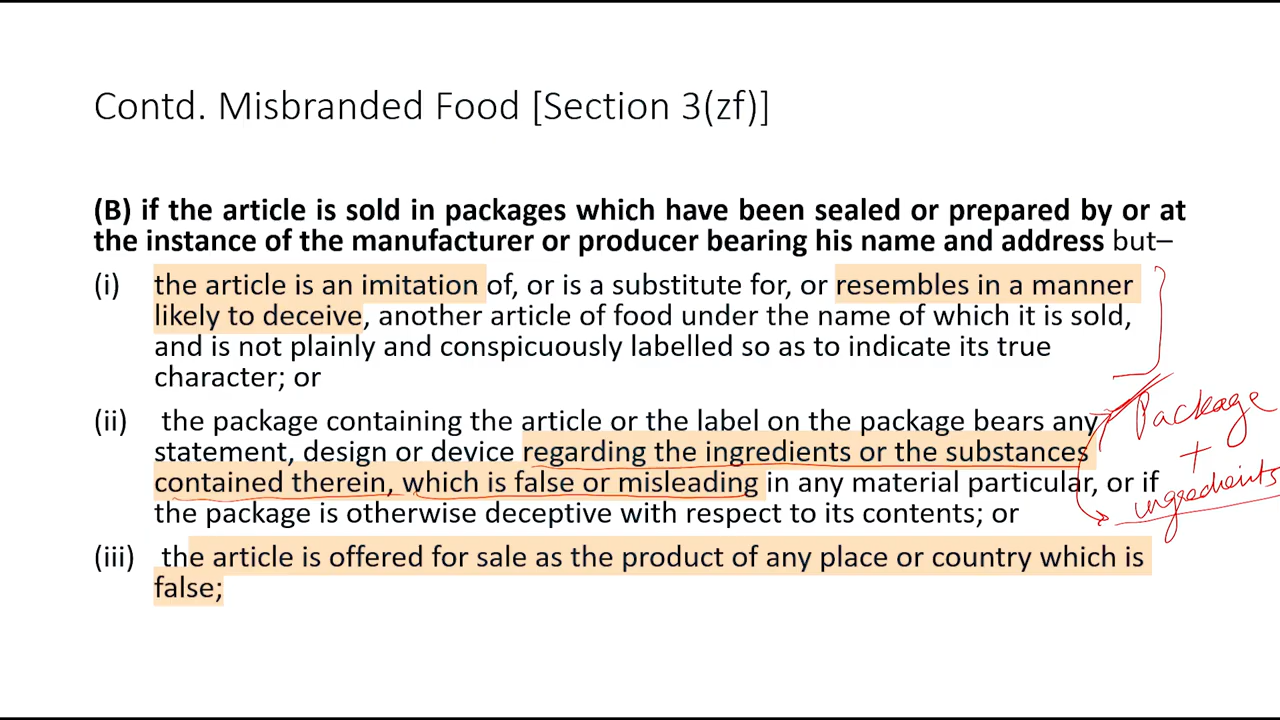 Contd. Misbranded Food [Section 3(zf)]
(B) if the article is sold in packages which have been sealed or prepared by or at
the instance of the manufacturer or producer bearing his name and address but–
(i) the article is an imitation of, or is a substitute for, or resembles in a manner
likely to deceive, another article of food under the name of which it is sold,
and is not plainly and conspicuously labelled so as to indicate its true
character; or
(ii) the package containing the article or the label on the package bears any
statement, design or device regarding the ingredients or the substances
contained therein, which is false or misleading in any material particular, or if
the package is otherwise deceptive with respect to its contents; or
(iii) the article is offered for sale as the product of any place or country which is
false;
Package
+
ingredients